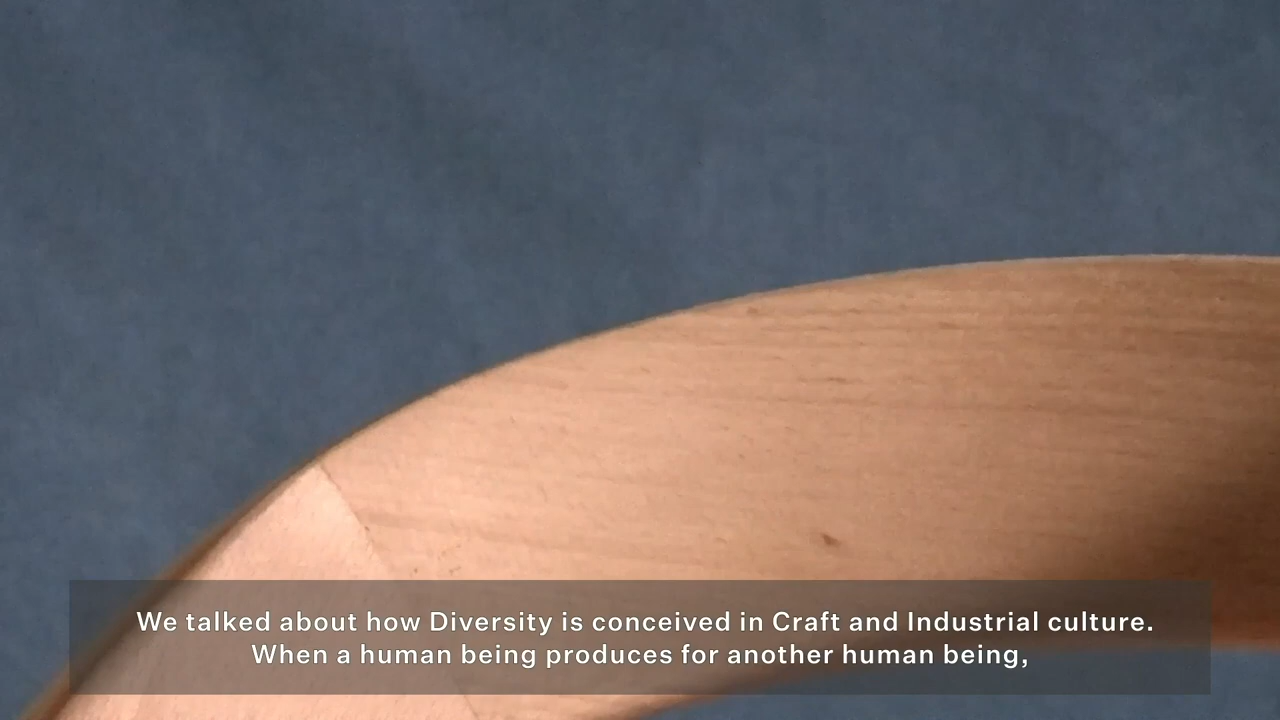 We talked about how Diversity is conceived in Craft and Industrial culture.
When a human being produces for another human being,